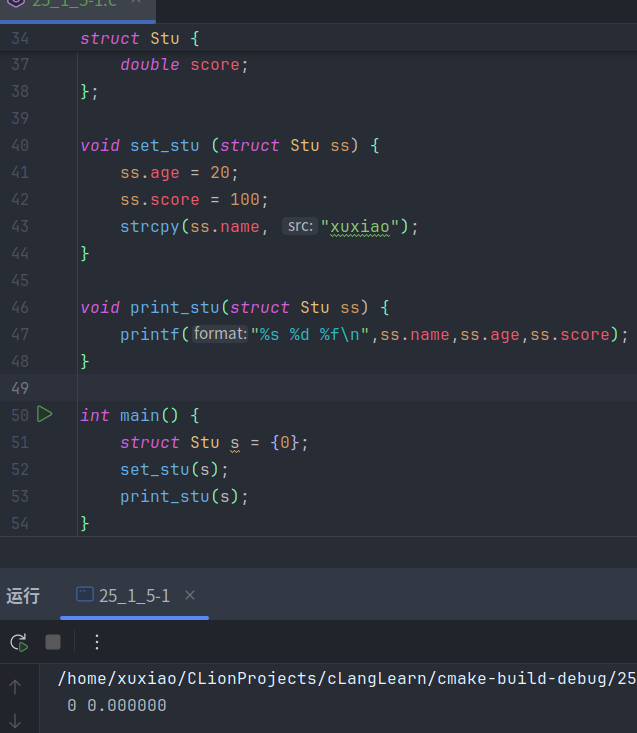 25_1_5-1.c
34 struct Stu {
37 double score;
38 };
39
40 void set_stu (struct Stu ss) {
41 ss.age = 20;
42 ss.score = 100;
43 strcpy(ss.name, src: "xuxiao");
44 }
45
46 void print_stu(struct Stu ss) {
47 printf(format: "%s %d %f\n",ss.name,ss.age,ss.score);
48 }
49
50 int main() {
51 struct Stu s = {0};
52 set_stu(s);
53 print_stu(s);
54 }
运行 25_1_5-1
/home/xuxiao/CLionProjects/cLangLearn/cmake-build-debug/25
0 0.000000